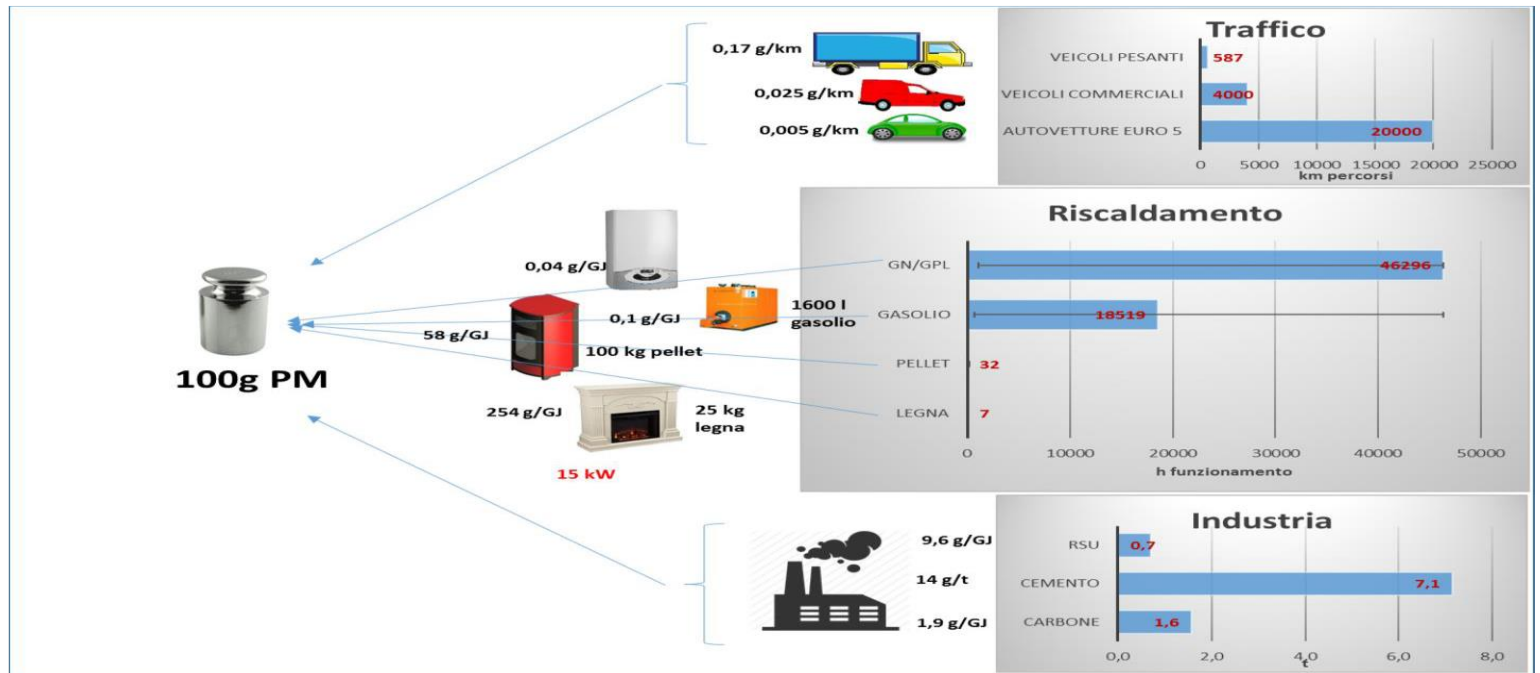 0,17 g/km
0,025 g/km
0,005 g/km
Traffico
VEICOLI PESANTI
587
VEICOLI COMMERCIALI
4000
AUTOVETTURE EURO 5
20000
0 5000 10000 15000 20000 25000
km percorsi
100g PM
0,04 g/GJ
0,1 g/GJ
1600 l
gasolio
58 g/GJ
100 kg pellet
254 g/GJ
25 kg
legna
15 kW
Riscaldamento
GN/GPL
46296
GASOLIO
18519
PELLET
32
LEGNA
7
0 10000 20000 30000 40000 50000
h funzionamento
9,6 g/GJ
14 g/t
1,9 g/GJ
Industria
RSU
0,7
CEMENTO
7,1
CARBONE
1,6
0,0 2,0 4,0 6,0 8,0
t